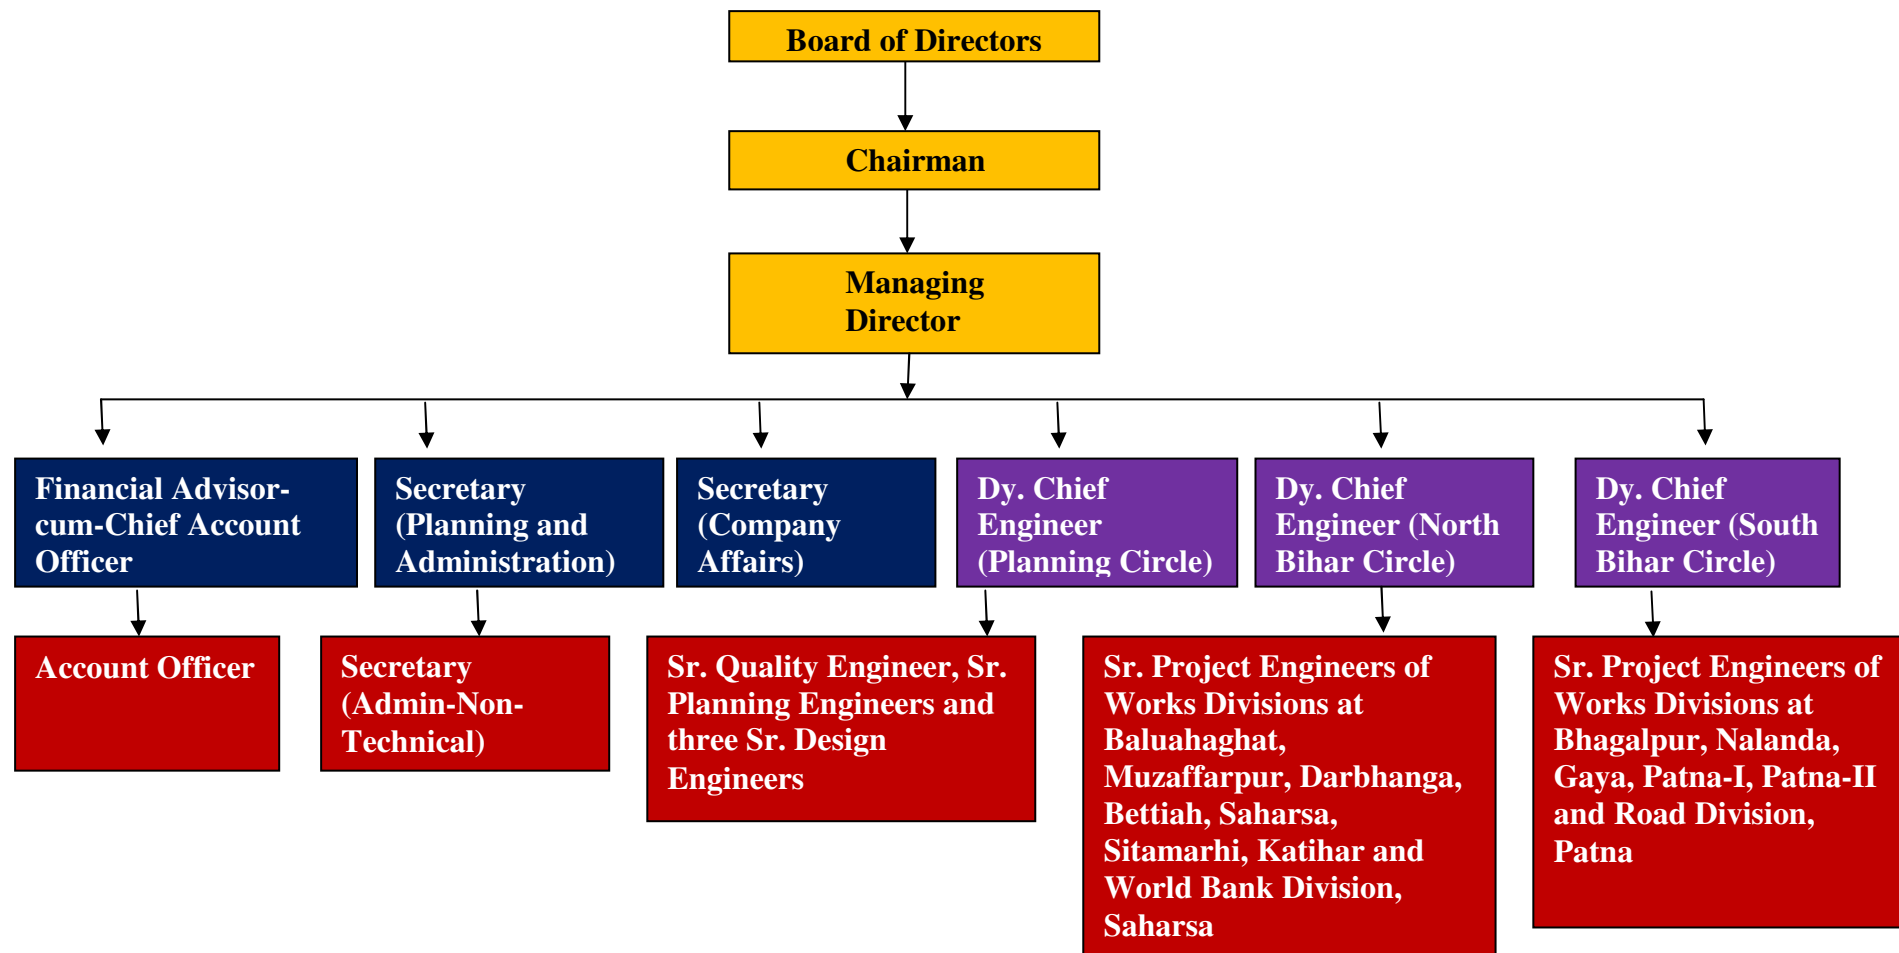 Board of Directors
Chairman
Managing
Director
Financial Advisor-
cum-Chief Account
Officer
Secretary
(Planning and
Administration)
Secretary
(Company
Affairs)
Dy. Chief
Engineer
(Planning Circle)
Dy. Chief
Engineer (North
Bihar Circle)
Dy. Chief
Engineer (South
Bihar Circle)
Account Officer
Secretary
(Admin-Non-
Technical)
Sr. Quality Engineer, Sr.
Planning Engineers and
three Sr. Design
Engineers
Sr. Project Engineers of
Works Divisions at
Baluahaghat,
Muzaffarpur, Darbhanga,
Bettiah, Saharsa,
Sitamarhi, Katihar and
World Bank Division,
Saharsa
Sr. Project Engineers of
Works Divisions at
Bhagalpur, Nalanda,
Gaya, Patna-I, Patna-II
and Road Division,
Patna